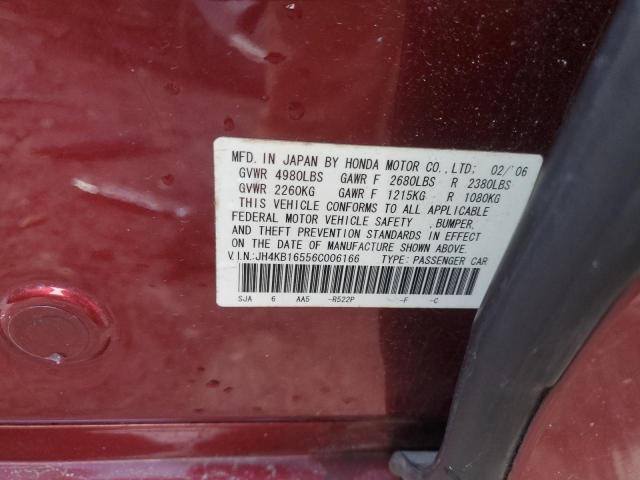 MFD. IN JAPAN BY HONDA MOTOR CO., LTD: 02/'06
GVWR 4980LBS GAWR F 2680LBS R 2380LBS
GVWR 2260KG GAWR F 1215KG R 1080KG
THIS VEHICLE CONFORMS TO ALL APPLICABLE
FEDERAL MOTOR VEHICLE SAFETY , BUMPER,
AND THEFT PREVENTION STANDARDS IN EFFECT
ON THE DATE OF MANUFACTURE SHOWN ABOVE.
V.I.N:JH4KB16556C006166 TYPE: PASSENGER CAR
SJA 6 AA5 -R522P -F -C